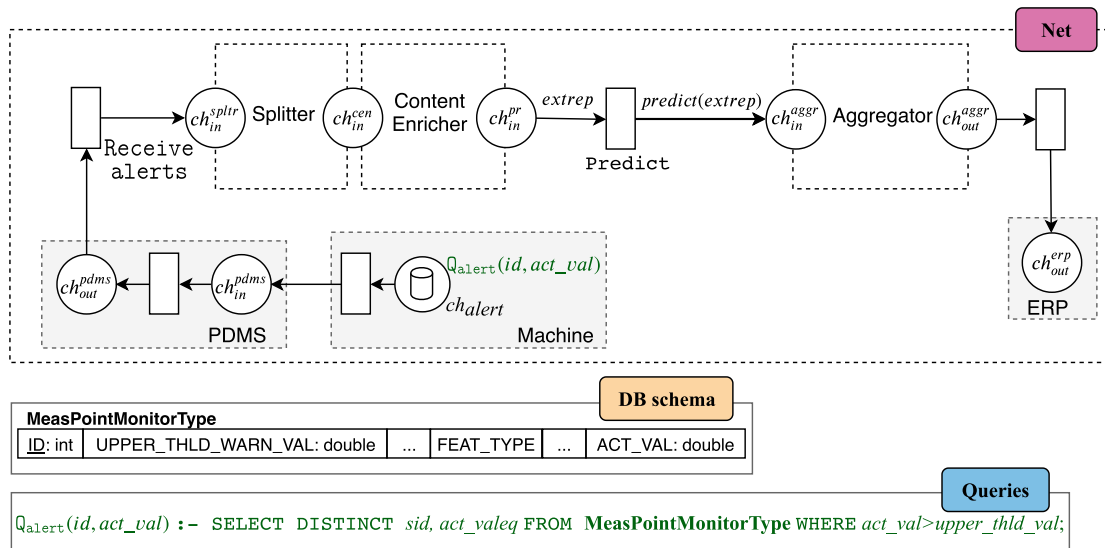 Net
ch_in^spltr
Splitter
ch_in^cen
Content
Enricher
ch_in^pr
extrep
predict(extrep)
ch_in^aggr
Aggregator
ch_out^aggr
Receive
alerts
Predict
ch_out^pdms
ch_in^pdms
Q_alert(id, act_val)
ch_alert
ch_out^erp
PDMS
Machine
ERP
DB schema
MeasPointMonitorType
ID: int UPPER_THLD_WARN_VAL: double ... FEAT_TYPE ... ACT_VAL: double
Queries
Q_alert(id, act_val) :- SELECT DISTINCT sid, act_valeq FROM MeasPointMonitorType WHERE act_val>upper_thld_val;